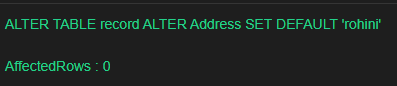 ALTER TABLE record ALTER Address SET DEFAULT 'rohini'
AffectedRows : 0